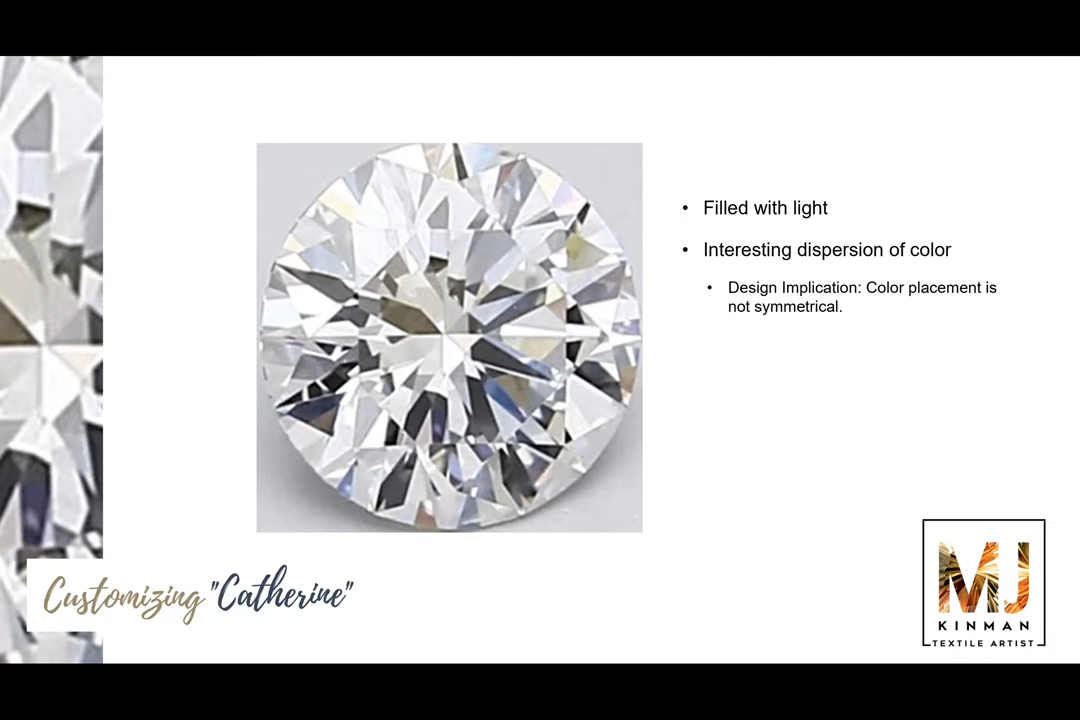 • Filled with light
• Interesting dispersion of color
• Design Implication: Color placement is
not symmetrical.
Customizing "Catherine"
MJ
KINMAN
TEXTILE ARTIST